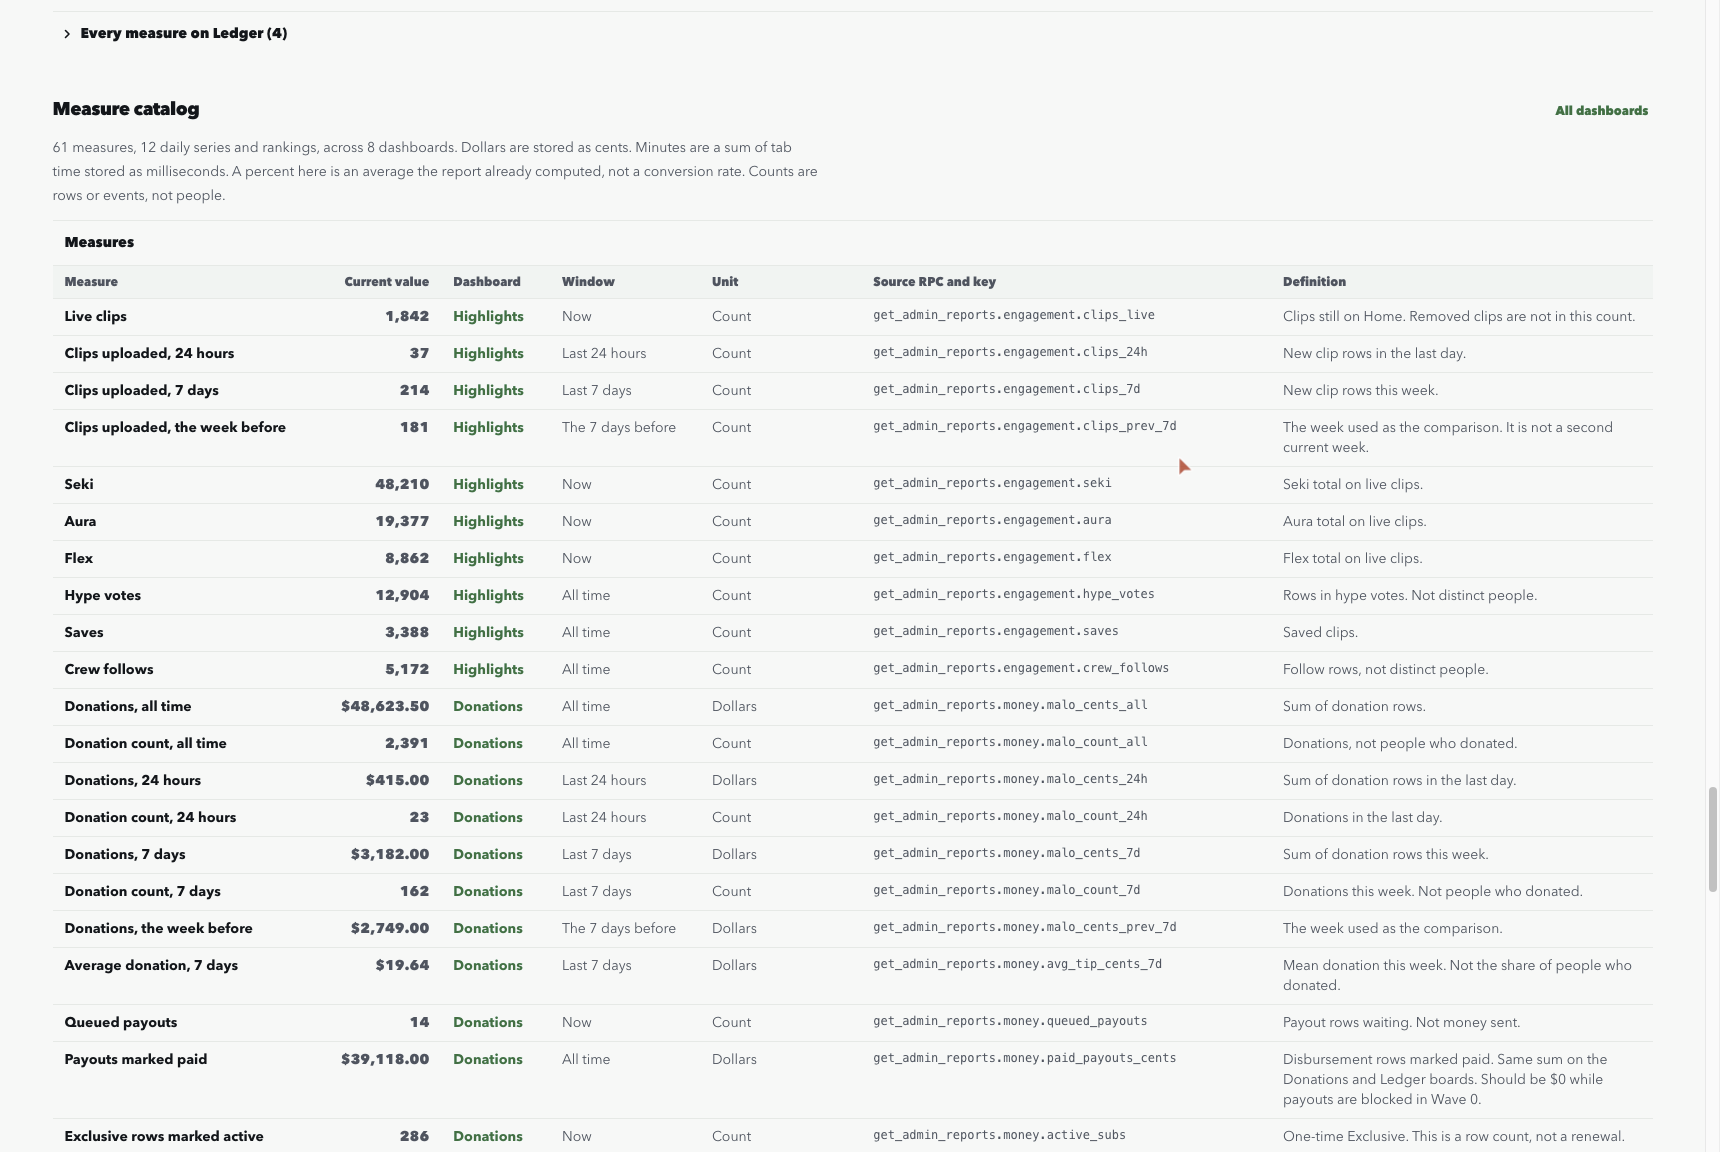 Every measure on Ledger (4)
Measure catalog
All dashboards
61 measures, 12 daily series and rankings, across 8 dashboards. Dollars are stored as cents. Minutes are a sum of tab
time stored as milliseconds. A percent here is an average the report already computed, not a conversion rate. Counts are
rows or events, not people.
Measures
Measure Current value Dashboard Window Unit Source RPC and key Definition
Live clips 1,842 Highlights Now Count get_admin_reports.engagement.clips_live Clips still on Home. Removed clips are not in this count.
Clips uploaded, 24 hours 37 Highlights Last 24 hours Count get_admin_reports.engagement.clips_24h New clip rows in the last day.
Clips uploaded, 7 days 214 Highlights Last 7 days Count get_admin_reports.engagement.clips_7d New clip rows this week.
Clips uploaded, the week before 181 Highlights The 7 days before Count get_admin_reports.engagement.clips_prev_7d The week used as the comparison. It is not a second
current week.
Seki 48,210 Highlights Now Count get_admin_reports.engagement.seki Seki total on live clips.
Aura 19,377 Highlights Now Count get_admin_reports.engagement.aura Aura total on live clips.
Flex 8,862 Highlights Now Count get_admin_reports.engagement.flex Flex total on live clips.
Hype votes 12,904 Highlights All time Count get_admin_reports.engagement.hype_votes Rows in hype votes. Not distinct people.
Saves 3,388 Highlights All time Count get_admin_reports.engagement.saves Saved clips.
Crew follows 5,172 Highlights All time Count get_admin_reports.engagement.crew_follows Follow rows, not distinct people.
Donations, all time $48,623.50 Donations All time Dollars get_admin_reports.money.malo_cents_all Sum of donation rows.
Donation count, all time 2,391 Donations All time Count get_admin_reports.money.malo_count_all Donations, not people who donated.
Donations, 24 hours $415.00 Donations Last 24 hours Dollars get_admin_reports.money.malo_cents_24h Sum of donation rows in the last day.
Donation count, 24 hours 23 Donations Last 24 hours Count get_admin_reports.money.malo_count_24h Donations in the last day.
Donations, 7 days $3,182.00 Donations Last 7 days Dollars get_admin_reports.money.malo_cents_7d Sum of donation rows this week.
Donation count, 7 days 162 Donations Last 7 days Count get_admin_reports.money.malo_count_7d Donations this week. Not people who donated.
Donations, the week before $2,749.00 Donations The 7 days before Dollars get_admin_reports.money.malo_cents_prev_7d The week used as the comparison.
Average donation, 7 days $19.64 Donations Last 7 days Dollars get_admin_reports.money.avg_tip_cents_7d Mean donation this week. Not the share of people who
donated.
Queued payouts 14 Donations Now Count get_admin_reports.money.queued_payouts Payout rows waiting. Not money sent.
Payouts marked paid $39,118.00 Donations All time Dollars get_admin_reports.money.paid_payouts_cents Disbursement rows marked paid. Same sum on the
Donations and Ledger boards. Should be $0 while
payouts are blocked in Wave 0.
Exclusive rows marked active 286 Donations Now Count get_admin_reports.money.active_subs One-time Exclusive. This is a row count, not a renewal.